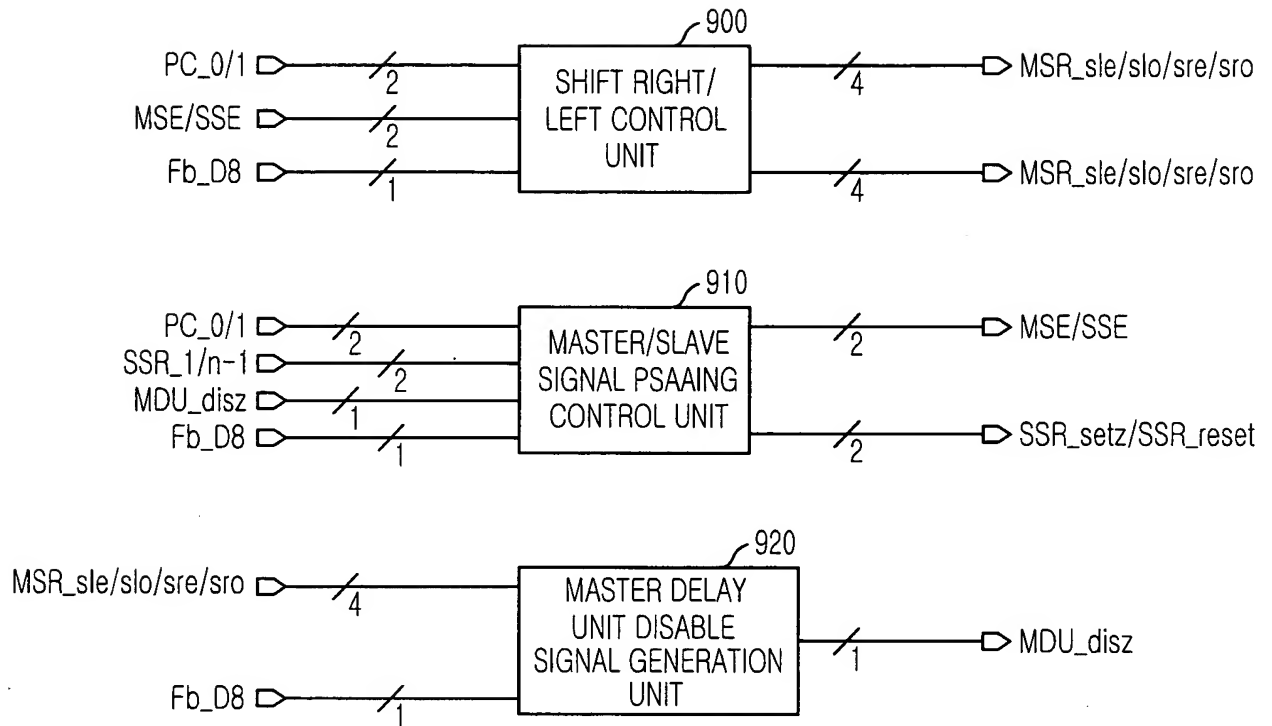 900
PC_0/1
2
SHIFT RIGHT/
LEFT CONTROL
UNIT
4
MSR_sle/slo/sre/sro
MSE/SSE
2
Fb_D8
1
4
MSR_sle/slo/sre/sro
910
PC_0/1
2
SSR_1/n-1
2
MDU_disz
1
Fb_D8
1
MASTER/SLAVE
SIGNAL PSAAING
CONTROL UNIT
2
MSE/SSE
2
SSR_setz/SSR_reset
920
MSR_sle/slo/sre/sro
4
Fb_D8
1
MASTER DELAY
UNIT DISABLE
SIGNAL GENERATION
UNIT
1
MDU_disz